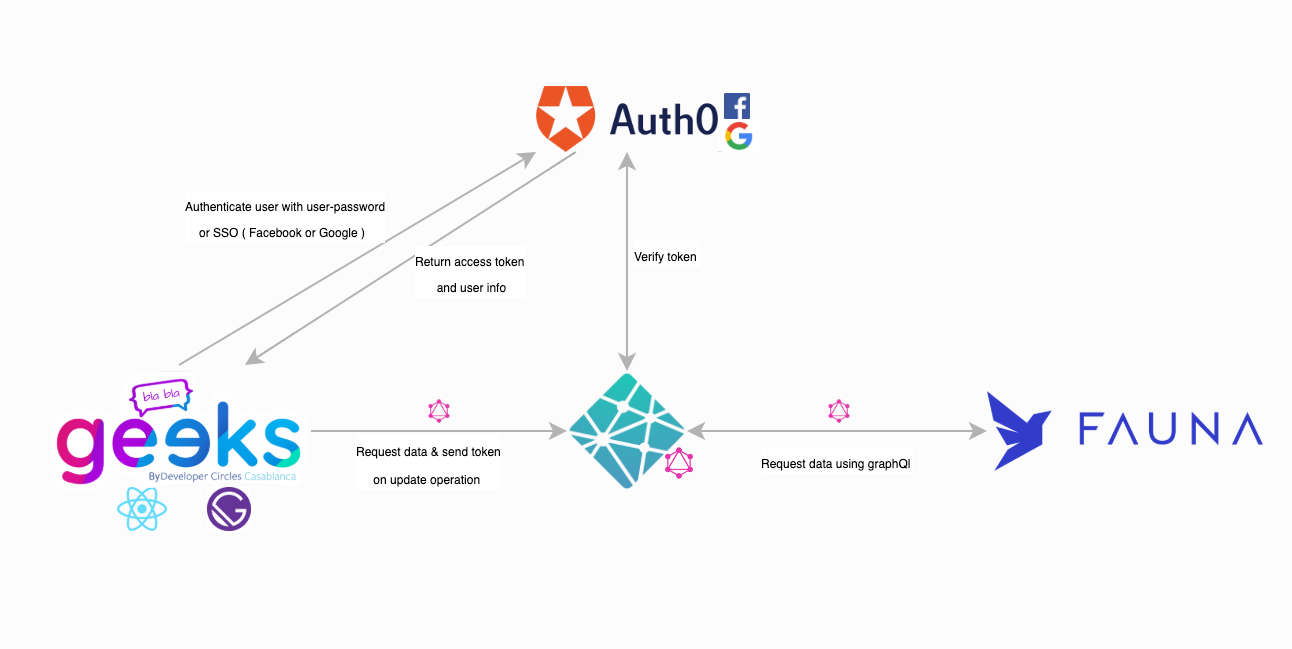 Auth0
Authenticate user with user-password
or SSO ( Facebook or Google )
Return access token
and user info
Verify token
bla bla
geeks
ByDeveloper Circles Casablanca
Request data & send token
on update operation
Request data using graphQl
FAUNA